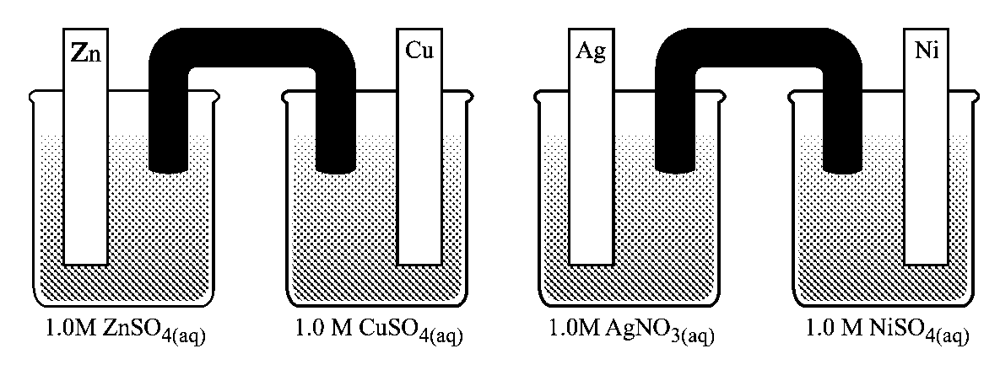 Zn
Cu
Ag
Ni
1.0M ZnSO4(aq)
1.0 M CuSO4(aq)
1.0M AgNO3(aq)
1.0 M NiSO4(aq)